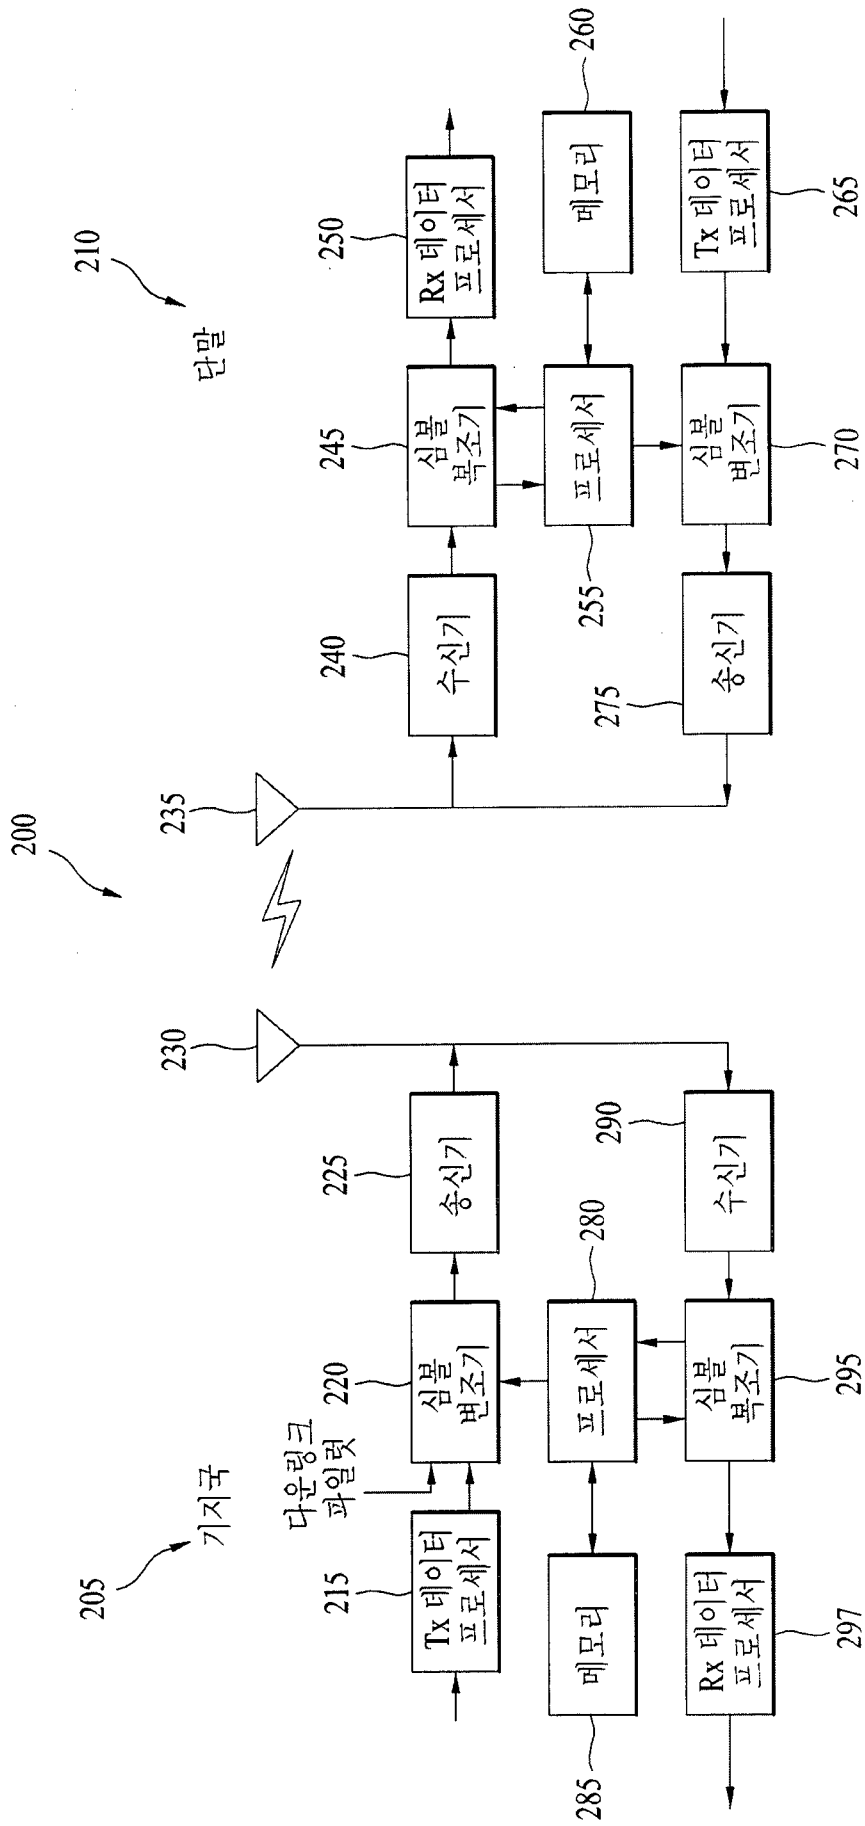 200
205
기지국
210
단말
230
235
다운링크
파일럿
215
Tx 데이터
프로세서
220
심볼
변조기
225
송신기
240
수신기
245
심볼
복조기
250
Rx 데이터
프로세서
285
메모리
280
프로세서
255
프로세서
260
메모리
297
Rx 데이터
프로세서
295
심볼
복조기
290
수신기
275
송신기
270
심볼
변조기
265
Tx 데이터
프로세서